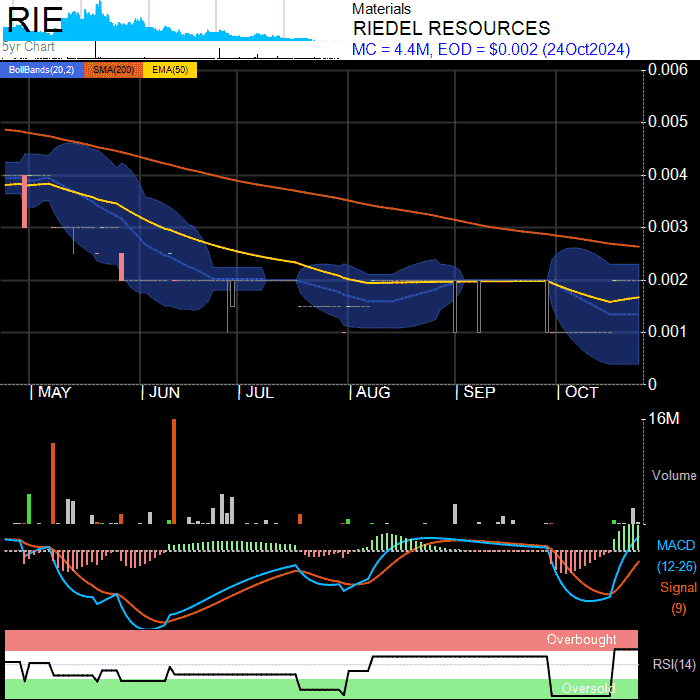 RIE
5yr Chart
Materials
RIEDEL RESOURCES
MC = 4.4M, EOD = $0.002 (24Oct2024)
BollBands(20,2) SMA(200) EMA(50)
0.006
0.005
0.004
0.003
0.002
0.001
0
MAY JUN JUL AUG SEP OCT
16M
Volume
MACD
(12-26)
Signal
(9)
Overbought
RSI(14)
Oversold